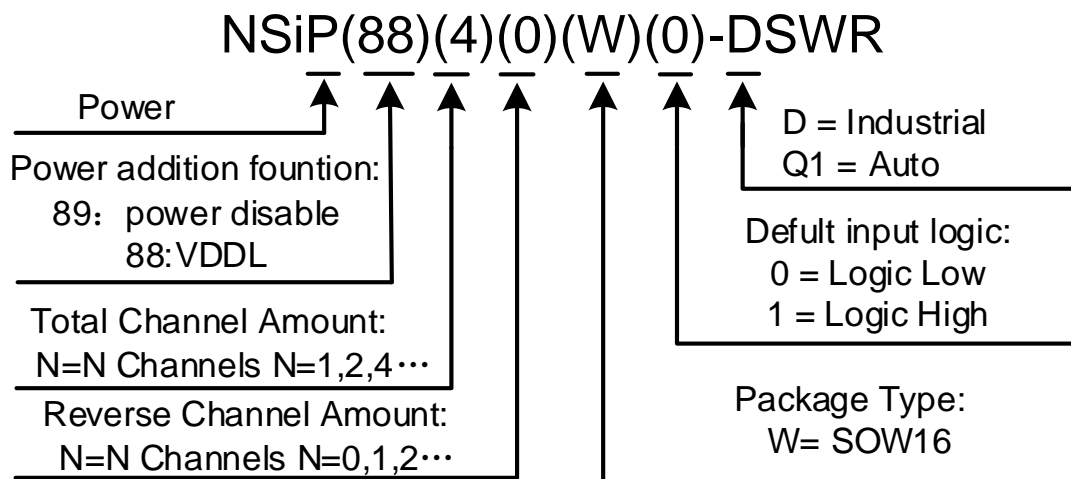 NSiP(88)(4)(0)(W)(0)-DSWR
Power
Power addition fountion:
89：power disable
88:VDDL
Total Channel Amount:
N=N Channels N=1,2,4···
Reverse Channel Amount:
N=N Channels N=0,1,2···
D = Industrial
Q1 = Auto
Defult input logic:
0 = Logic Low
1 = Logic High
Package Type:
W= SOW16